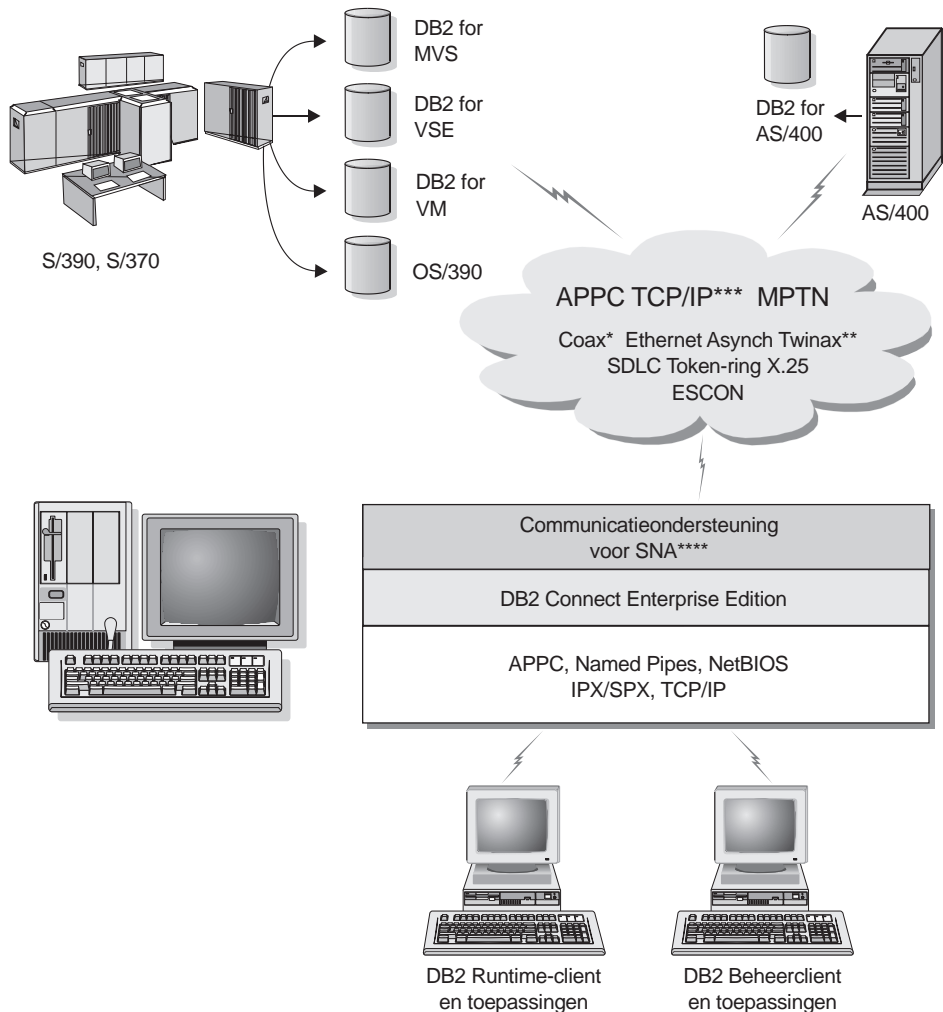 DB2 for
MVS
DB2 for
VSE
DB2 for
VM
OS/390
S/390, S/370
DB2 for
AS/400
AS/400
APPC TCP/IP*** MPTN
Coax* Ethernet Asynch Twinax**
SDLC Token-ring X.25
ESCON
Communicatieondersteuning
voor SNA****
DB2 Connect Enterprise Edition
APPC, Named Pipes, NetBIOS
IPX/SPX, TCP/IP
DB2 Runtime-client
en toepassingen
DB2 Beheerclient
en toepassingen